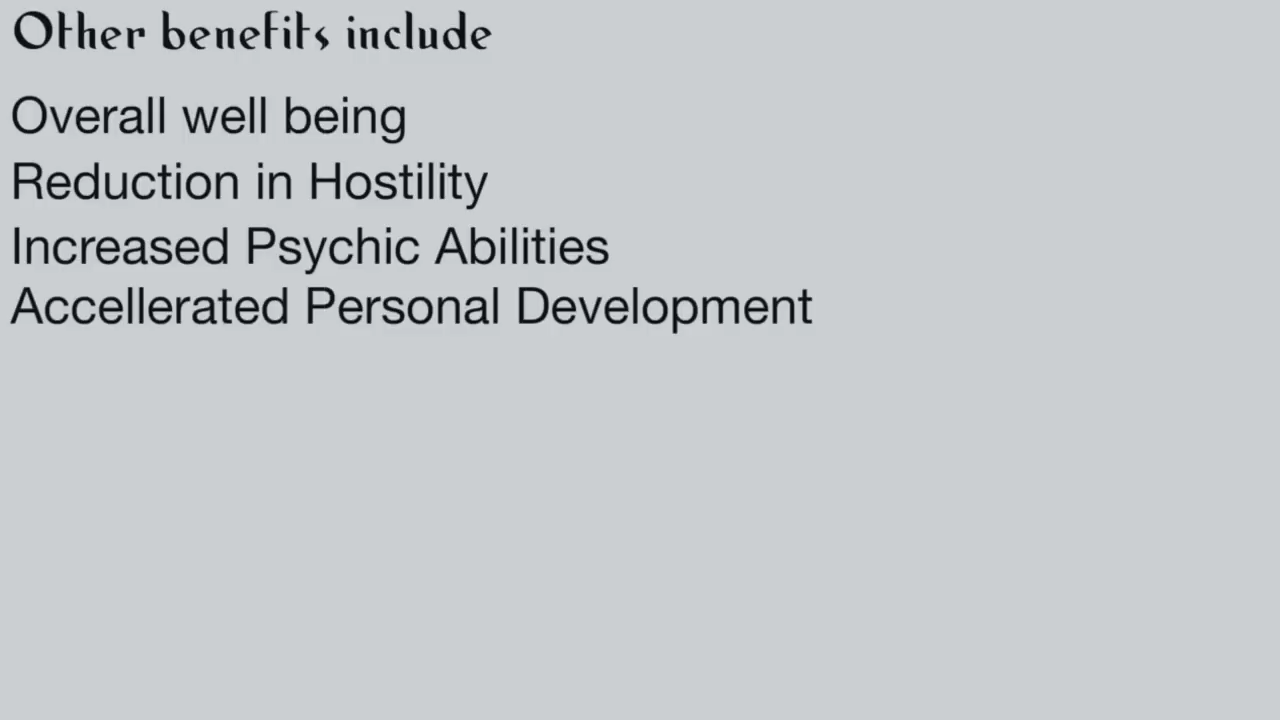 Other benefits include
Overall well being
Reduction in Hostility
Increased Psychic Abilities
Accellerated Personal Development